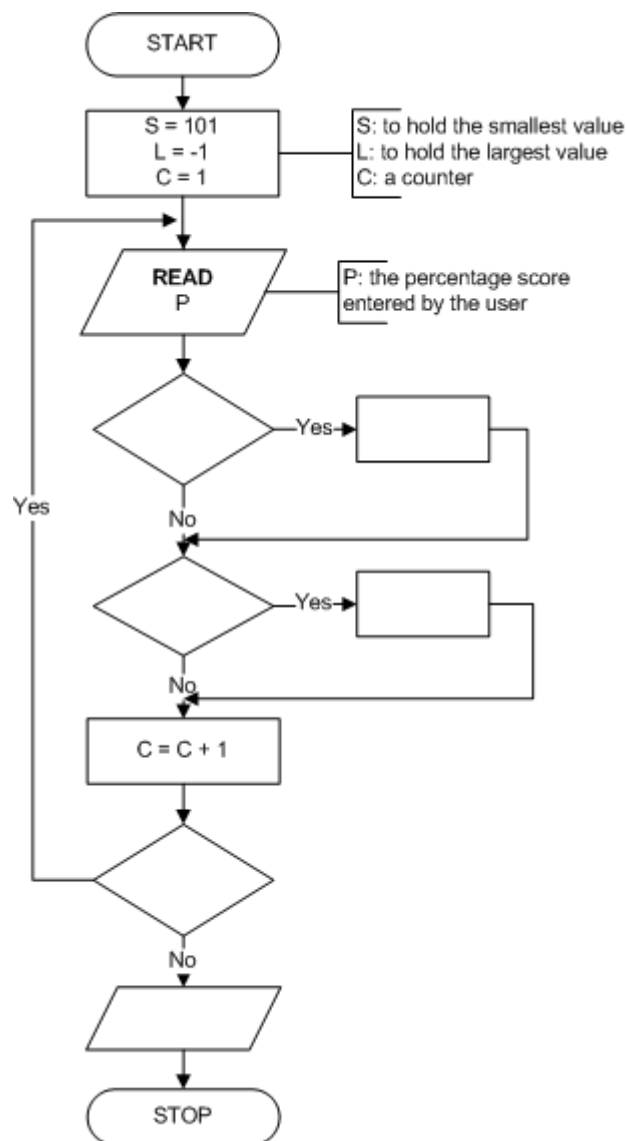 START
S = 101
L = -1
C = 1
S: to hold the smallest value
L: to hold the largest value
C: a counter
READ
P
P: the percentage score
entered by the user
Yes
No
Yes
Yes
No
C = C + 1
No
STOP